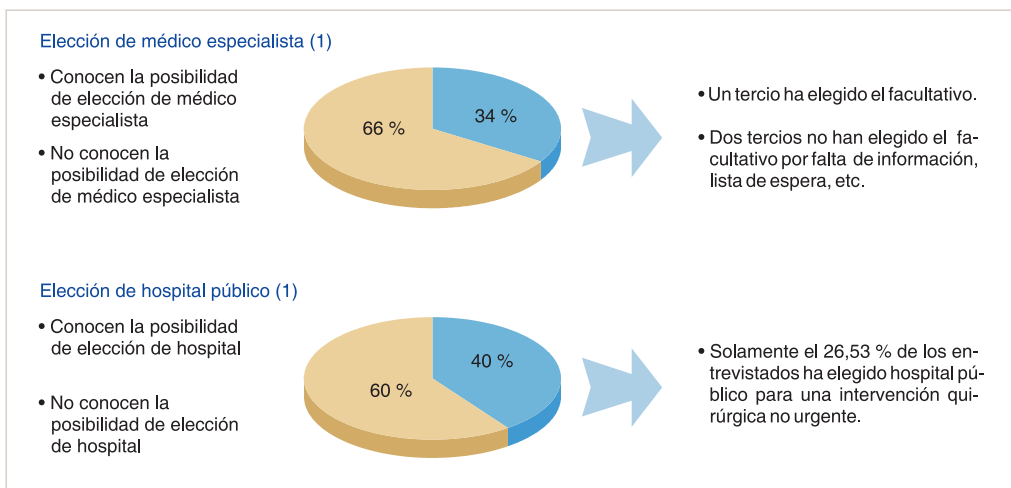 Elección de médico especialista (1)
• Conocen la posibilidad
de elección de médico
especialista
• No conocen la
posibilidad de elección
de médico especialista
66 %
34 %
• Un tercio ha elegido el facultativo.
• Dos tercios no han elegido el fa-
cultativo por falta de información,
lista de espera, etc.
Elección de hospital público (1)
• Conocen la posibilidad
de elección de hospital
• No conocen la
posibilidad de elección
de hospital
60 %
40 %
• Solamente el 26,53 % de los en-
trevistados ha elegido hospital pú-
blico para una intervención qui-
rúrgica no urgente.